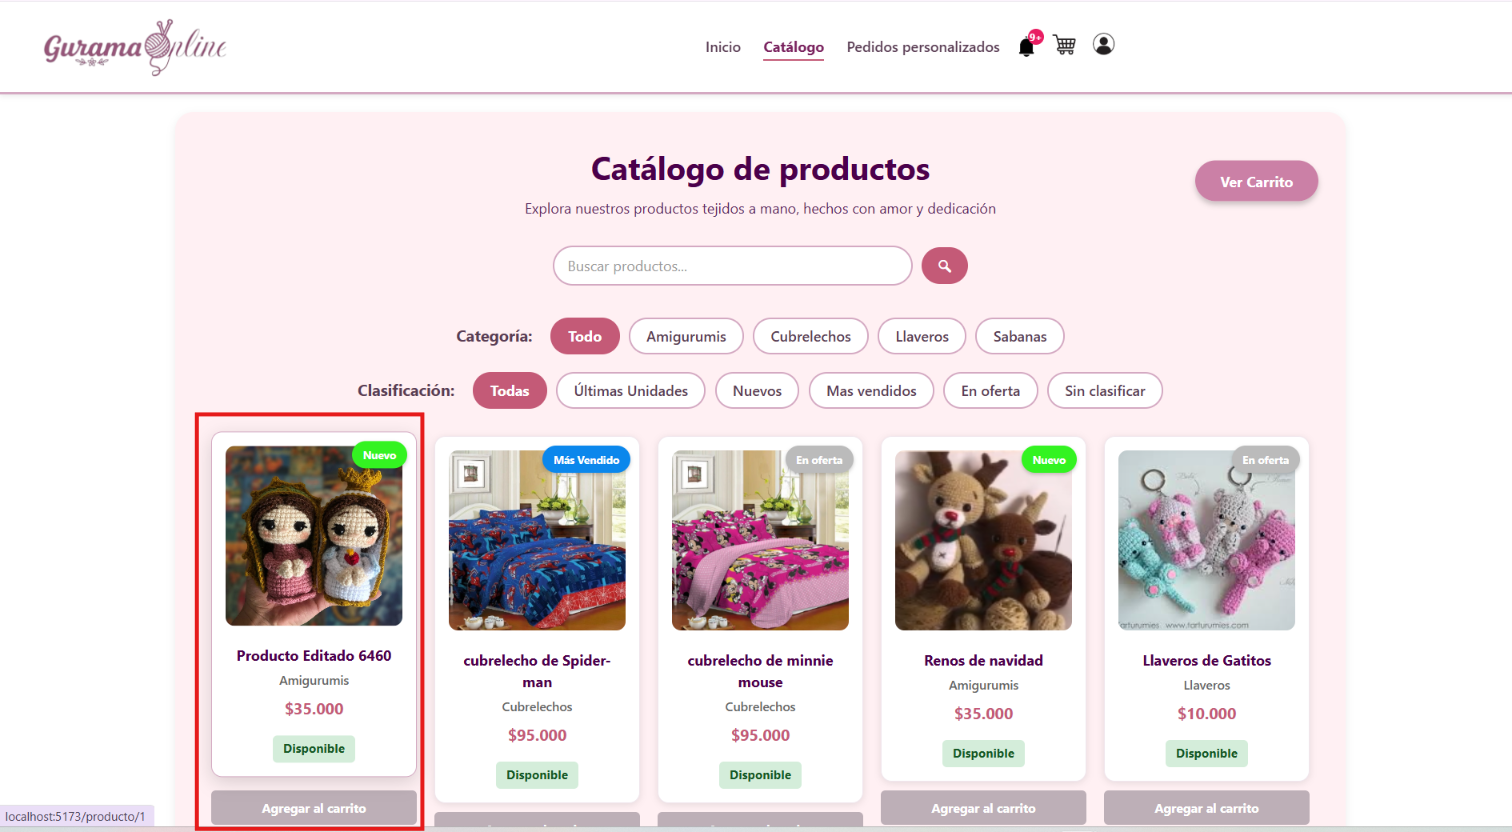 Gurama Online
Inicio
Catálogo
Pedidos personalizados
9+
Catálogo de productos
Ver Carrito
Explora nuestros productos tejidos a mano, hechos con amor y dedicación
Buscar productos...
Categoría:
Todo
Amigurumis
Cubrelechos
Llaveros
Sabanas
Clasificación:
Todas
Últimas Unidades
Nuevos
Mas vendidos
En oferta
Sin clasificar
Nuevo
Producto Editado 6460
Amigurumis
$35.000
Disponible
Agregar al carrito
Más Vendido
cubrelecho de Spider-
man
Cubrelechos
$95.000
Disponible
En oferta
cubrelecho de minnie
mouse
Cubrelechos
$95.000
Disponible
Nuevo
Renos de navidad
Amigurumis
$35.000
Disponible
Agregar al carrito
En oferta
www.tarturumies.com
Llaveros de Gatitos
Llaveros
$10.000
Disponible
Agregar al carrito
localhost:5173/producto/1